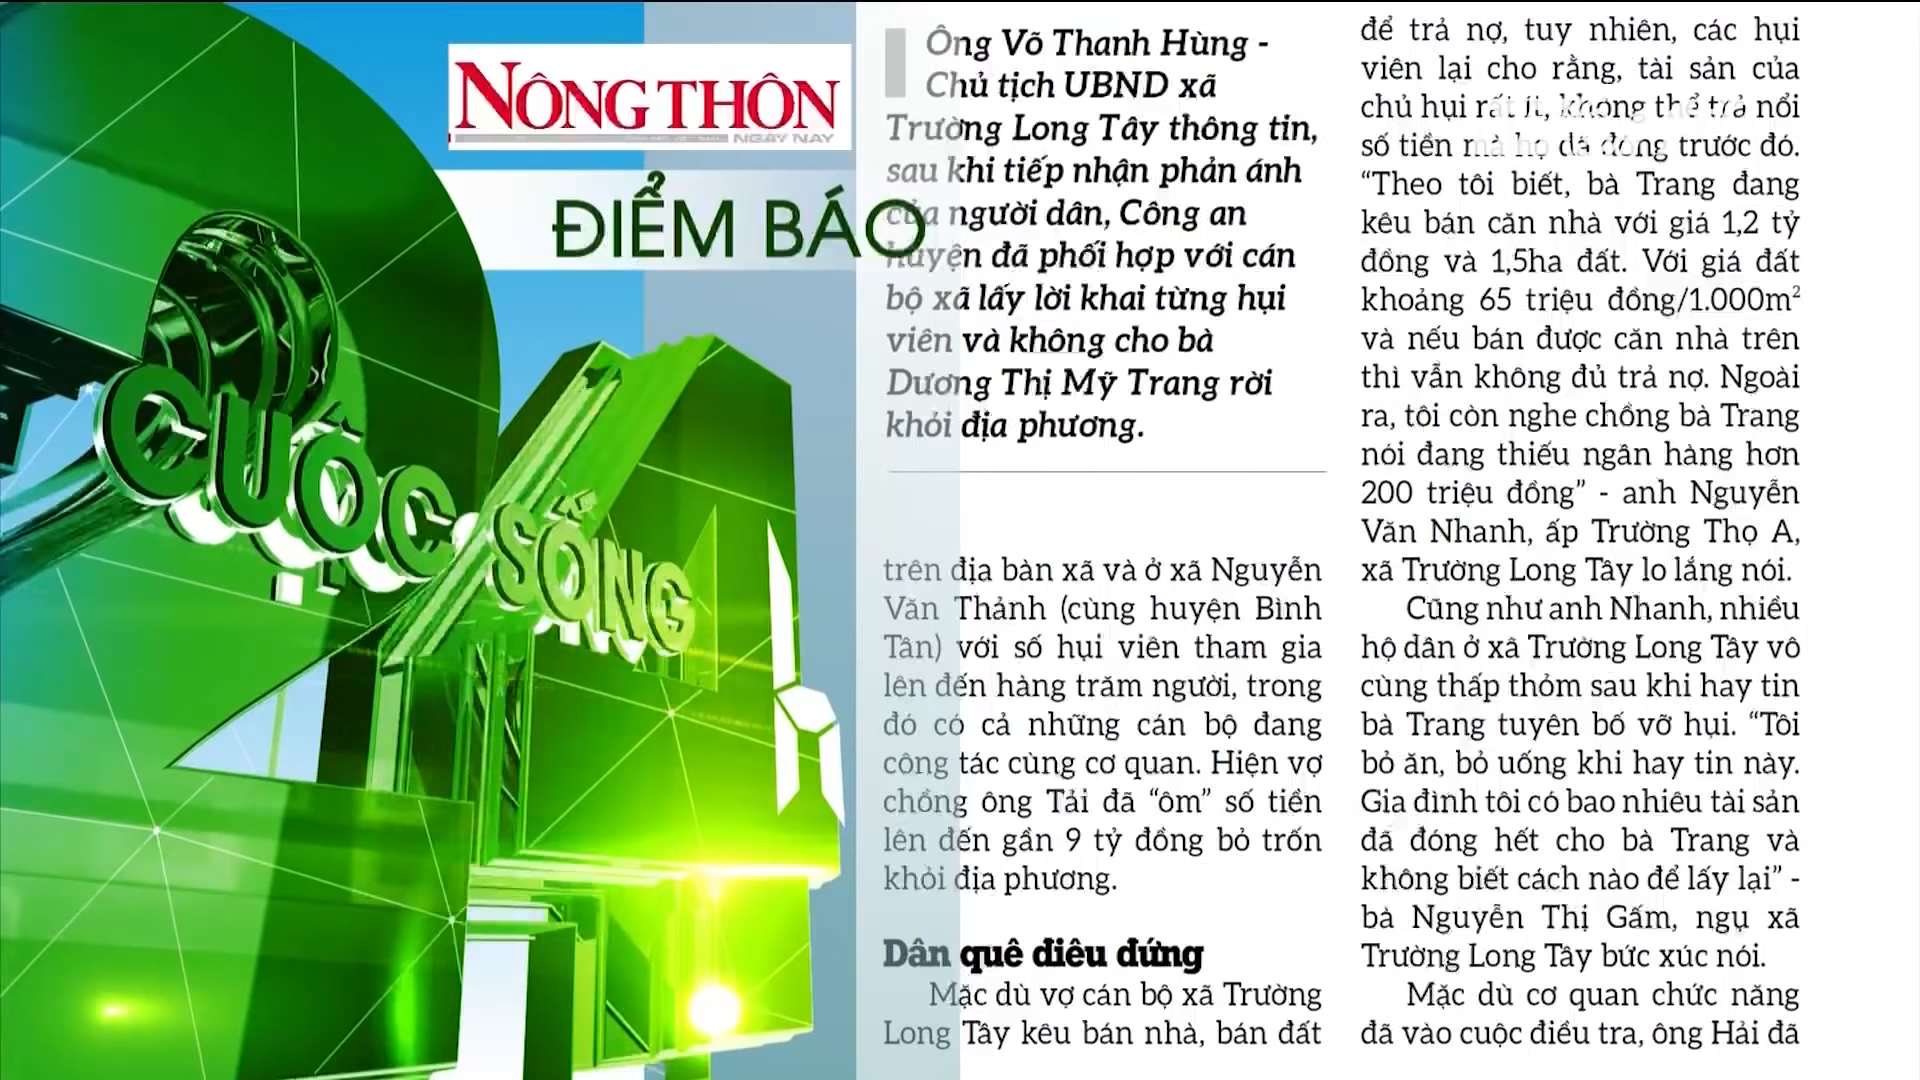 NÔNG THÔN
NGÀY NAY
ĐIỂM BÁO
CUỘC SỐNG
24h
Ông Võ Thanh Hùng -
Chủ tịch UBND xã
Trường Long Tây thông tin,
sau khi tiếp nhận phản ánh
của người dân, Công an
huyện đã phối hợp với cán
bộ xã lấy lời khai từng hụi
viên và không cho bà
Dương Thị Mỹ Trang rời
khỏi địa phương.
trên địa bàn xã và ở xã Nguyễn
Văn Thảnh (cùng huyện Bình
Tân) với số hụi viên tham gia
lên đến hàng trăm người, trong
đó có cả những cán bộ đang
công tác cùng cơ quan. Hiện vợ
chồng ông Tải đã “ôm” số tiền
lên đến gần 9 tỷ đồng bỏ trốn
khỏi địa phương.
Dân quê điêu đứng
Mặc dù vợ cán bộ xã Trường
Long Tây kêu bán nhà, bán đất
để trả nợ, tuy nhiên, các hụi
viên lại cho rằng, tài sản của
chủ hụi rất ít, không thể trả nổi
số tiền mà họ đã đóng trước đó.
“Theo tôi biết, bà Trang đang
kêu bán căn nhà với giá 1,2 tỷ
đồng và 1,5ha đất. Với giá đất
khoảng 65 triệu đồng/1.000m²
và nếu bán được căn nhà trên
thì vẫn không đủ trả nợ. Ngoài
ra, tôi còn nghe chồng bà Trang
nói đang thiếu ngân hàng hơn
200 triệu đồng” - anh Nguyễn
Văn Nhanh, ấp Trường Thọ A,
xã Trường Long Tây lo lắng nói.
Cũng như anh Nhanh, nhiều
hộ dân ở xã Trường Long Tây vô
cùng thấp thỏm sau khi hay tin
bà Trang tuyên bố vỡ hụi. “Tôi
bỏ ăn, bỏ uống khi hay tin này.
Gia đình tôi có bao nhiêu tài sản
đã đóng hết cho bà Trang và
không biết cách nào để lấy lại” -
bà Nguyễn Thị Gấm, ngụ xã
Trường Long Tây bức xúc nói.
Mặc dù cơ quan chức năng
đã vào cuộc điều tra, ông Hải đã